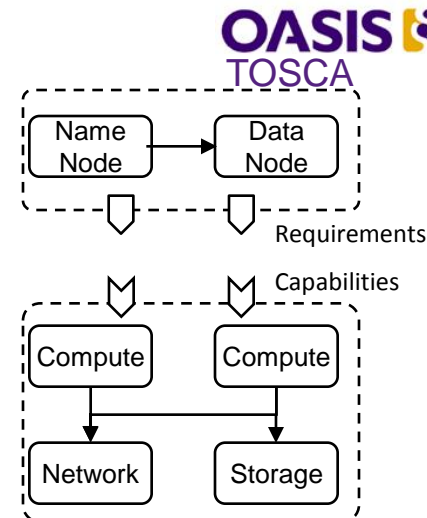 OASIS
TOSCA
Name
Node
Data
Node
Requirements
Capabilities
Compute
Compute
Network
Storage